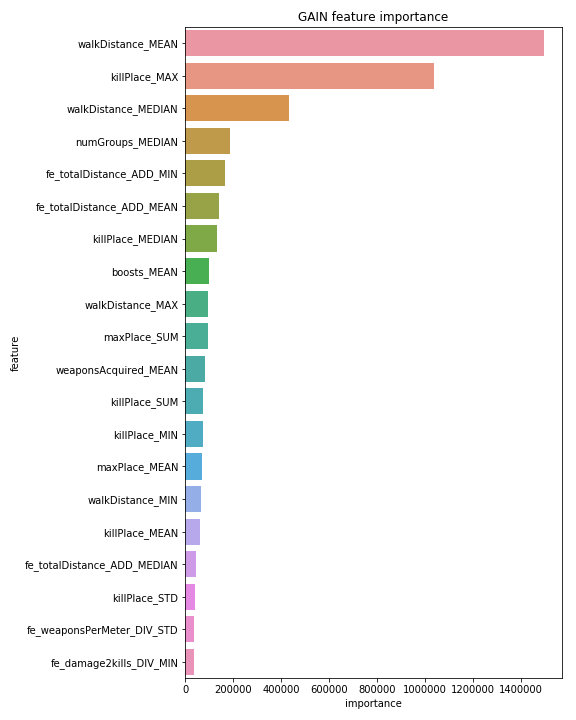 GAIN feature importance
walkDistance_MEAN
killPlace_MAX
walkDistance_MEDIAN
numGroups_MEDIAN
fe_totalDistance_ADD_MIN
fe_totalDistance_ADD_MEAN
killPlace_MEDIAN
boosts_MEAN
walkDistance_MAX
maxPlace_SUM
weaponsAcquired_MEAN
killPlace_SUM
killPlace_MIN
maxPlace_MEAN
walkDistance_MIN
killPlace_MEAN
fe_totalDistance_ADD_MEDIAN
killPlace_STD
fe_weaponsPerMeter_DIV_STD
fe_damage2kills_DIV_MIN
feature
0 200000 400000 600000 800000 1000000 1200000 1400000
importance